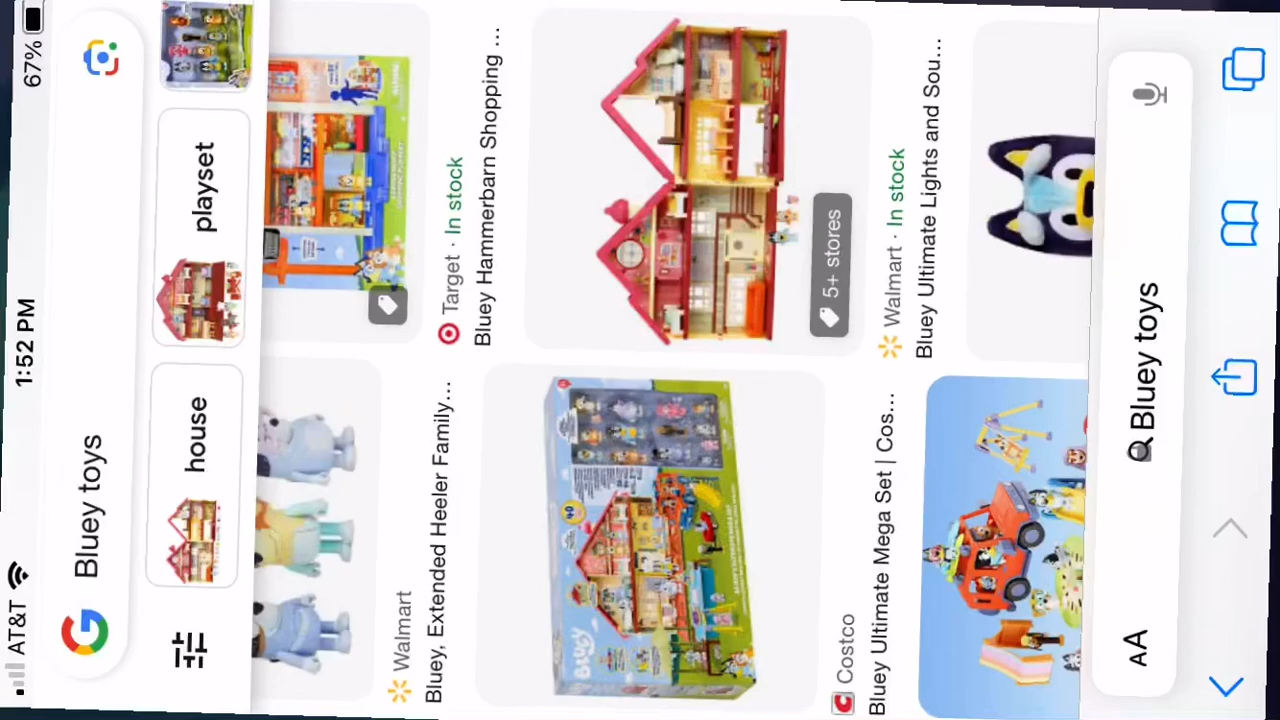 AT&T
1:52 PM
67%
Bluey toys
house
playset
Walmart
Bluey, Extended Heeler Family...
Target · In stock
Bluey Hammerbarn Shopping ...
BLUEY
40
5+ stores
Costco
Bluey Ultimate Mega Set | Cos...
Walmart · In stock
Bluey Ultimate Lights and Sou...
AA
Bluey toys